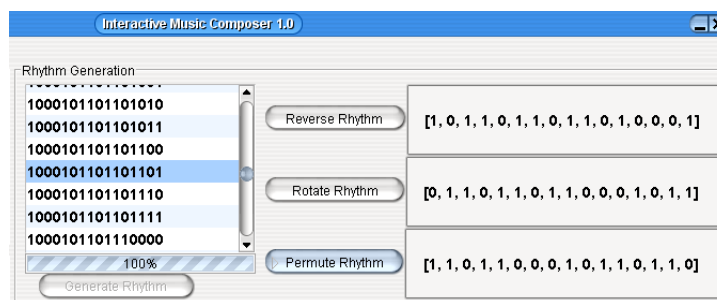 Interactive Music Composer 1.0
Rhythm Generation
1000101101101010
1000101101101011
1000101101101100
1000101101101101
1000101101101110
1000101101101111
1000101101110000
100%
Generate Rhythm
Reverse Rhythm
[1, 0, 1, 1, 0, 1, 1, 0, 1, 1, 0, 1, 0, 0, 0, 1]
Rotate Rhythm
[0, 1, 1, 0, 1, 1, 0, 1, 1, 0, 0, 0, 1, 0, 1, 1]
Permute Rhythm
[1, 1, 0, 1, 1, 0, 0, 0, 1, 0, 1, 1, 0, 1, 1, 0]